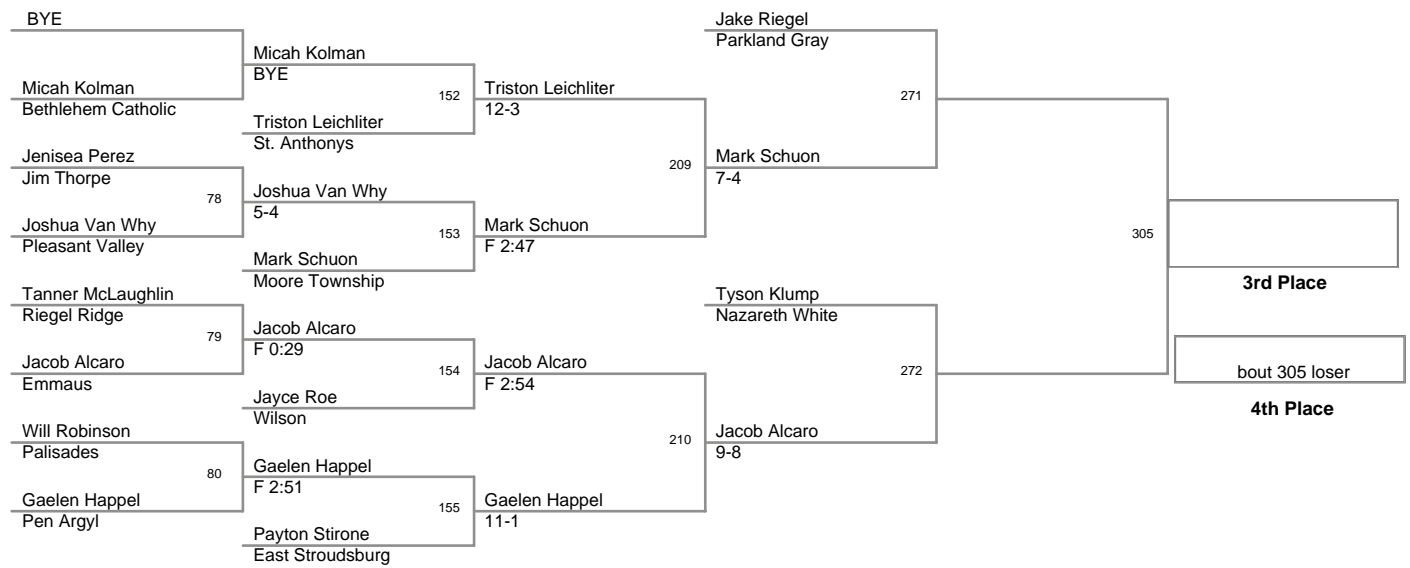 BYE
Micah Kolman
Bethlehem Catholic
Jenisea Perez
Jim Thorpe
78
Joshua Van Why
Pleasant Valley
Tanner McLaughlin
Riegel Ridge
79
Jacob Alcaro
Emmaus
Will Robinson
Palisades
80
Gaelen Happel
Pen Argyl
Micah Kolman
BYE
152
Triston Leichliter
St. Anthonys
Joshua Van Why
5-4
153
Mark Schuon
Moore Township
Jacob Alcaro
F 0:29
154
Jayce Roe
Wilson
Gaelen Happel
F 2:51
155
Payton Stirone
East Stroudsburg
Triston Leichliter
12-3
209
Mark Schuon
F 2:47
Jacob Alcaro
F 2:54
210
Gaelen Happel
11-1
Jake Riegel
Parkland Gray
271
Mark Schuon
7-4
Tyson Klump
Nazareth White
272
Jacob Alcaro
9-8
305
3rd Place
bout 305 loser
4th Place